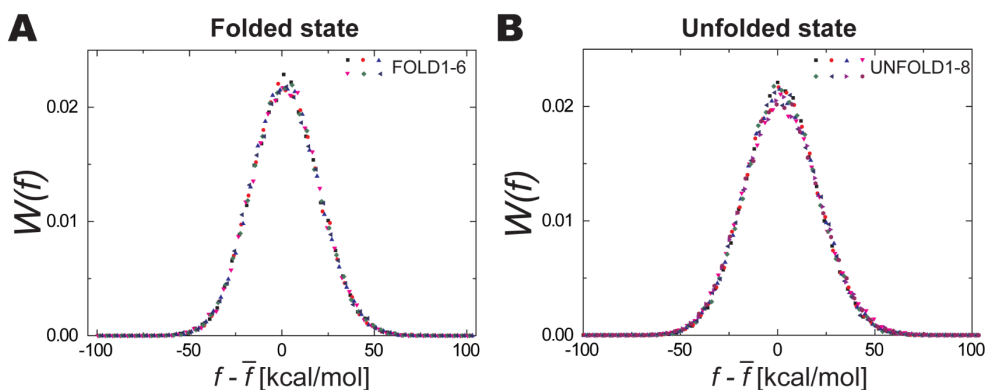 A Folded state
FOLD1-6
W(f)
0.02
0.01
0.00
-100 -50 0 50 100
f - f̅ [kcal/mol]
B Unfolded state
UNFOLD1-8
W(f)
0.02
0.01
0.00
-100 -50 0 50 100
f - f̅ [kcal/mol]